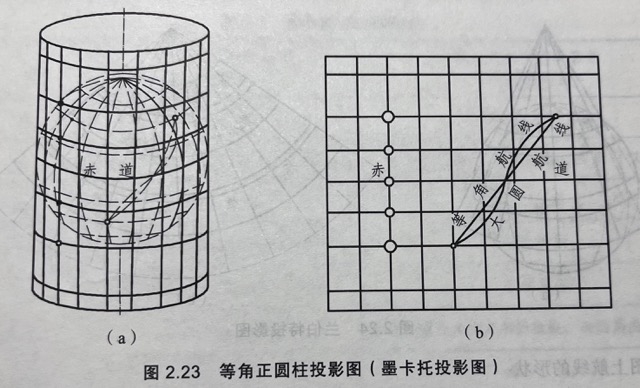 赤 道
赤 道
等角航线
大圆航线
(a)
(b)
图 2.23 等角正圆柱投影图（墨卡托投影图）